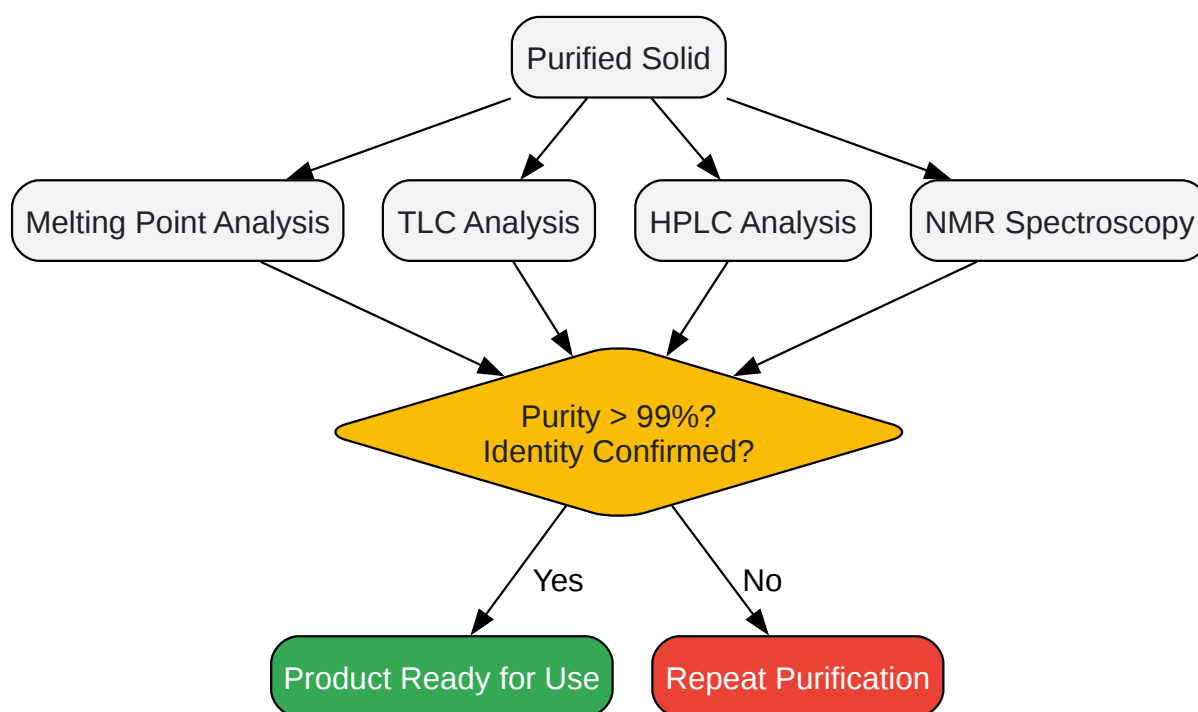 Purified Solid
Melting Point Analysis
TLC Analysis
HPLC Analysis
NMR Spectroscopy
Purity > 99%?
Identity Confirmed?
Yes
No
Product Ready for Use
Repeat Purification